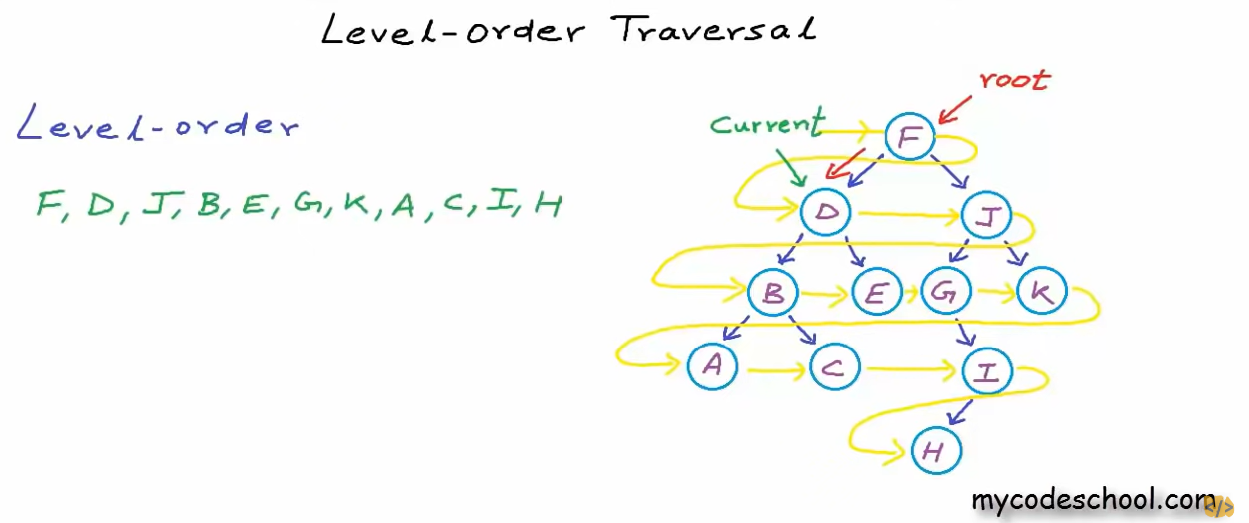 Level-order Traversal
root
Level-order
Current
F
F, D, J, B, E, G, K, A, C, I, H
D J
B E G K
A C I
H
mycodeschool.com
</>